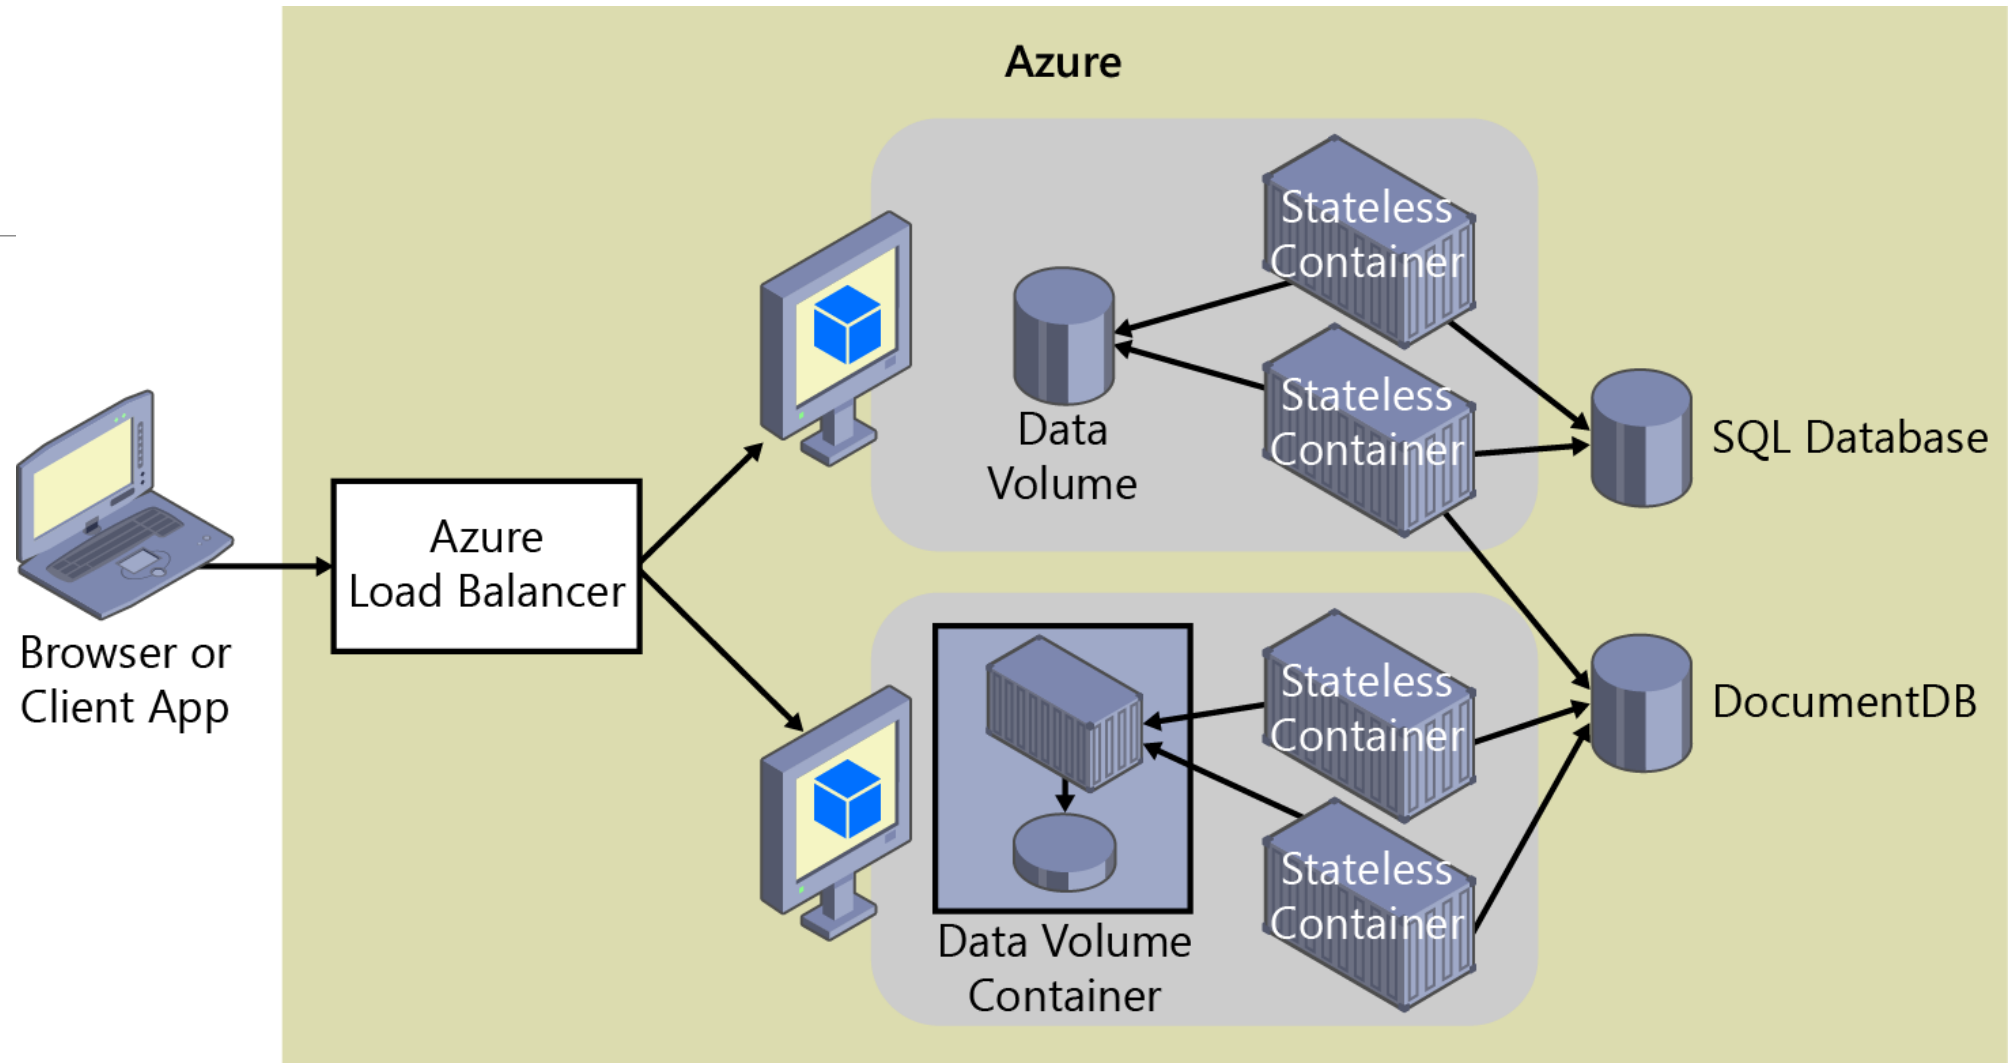 Azure
Stateless
Container
Data
Volume
Stateless
Container
SQL Database
Azure
Load Balancer
Browser or
Client App
Stateless
Container
DocumentDB
Stateless
Container
Data Volume
Container